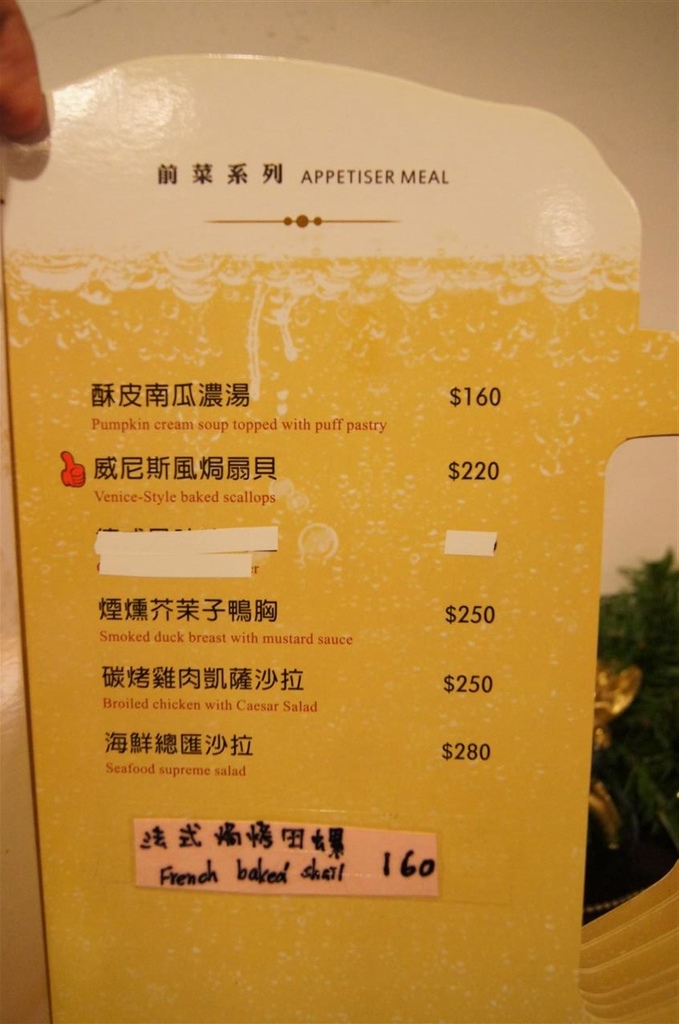 前菜系列 APPETISER MEAL
酥皮南瓜濃湯 $160
Pumpkin cream soup topped with puff pastry
威尼斯風焗扇貝 $220
Venice-Style baked scallops
煙燻芥茉子鴨胸 $250
Smoked duck breast with mustard sauce
碳烤雞肉凱薩沙拉 $250
Broiled chicken with Caesar Salad
海鮮總匯沙拉 $280
Seafood supreme salad
法式焗烤田螺
French baked 160